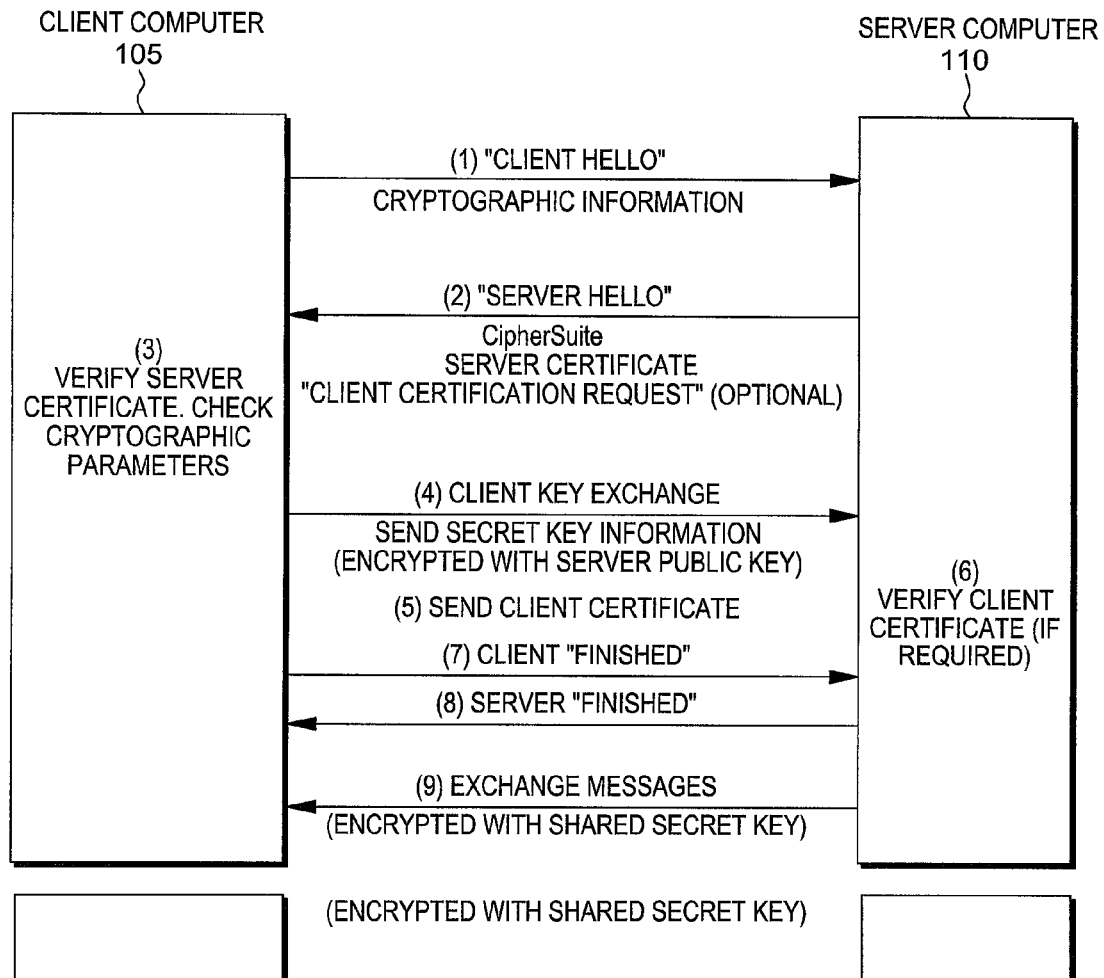 CLIENT COMPUTER
105
SERVER COMPUTER
110
(1) "CLIENT HELLO"
CRYPTOGRAPHIC INFORMATION
(2) "SERVER HELLO"
CipherSuite
SERVER CERTIFICATE
"CLIENT CERTIFICATION REQUEST" (OPTIONAL)
(3)
VERIFY SERVER
CERTIFICATE. CHECK
CRYPTOGRAPHIC
PARAMETERS
(4) CLIENT KEY EXCHANGE
SEND SECRET KEY INFORMATION
(ENCRYPTED WITH SERVER PUBLIC KEY)
(5) SEND CLIENT CERTIFICATE
(6)
VERIFY CLIENT
CERTIFICATE (IF
REQUIRED)
(7) CLIENT "FINISHED"
(8) SERVER "FINISHED"
(9) EXCHANGE MESSAGES
(ENCRYPTED WITH SHARED SECRET KEY)
(ENCRYPTED WITH SHARED SECRET KEY)